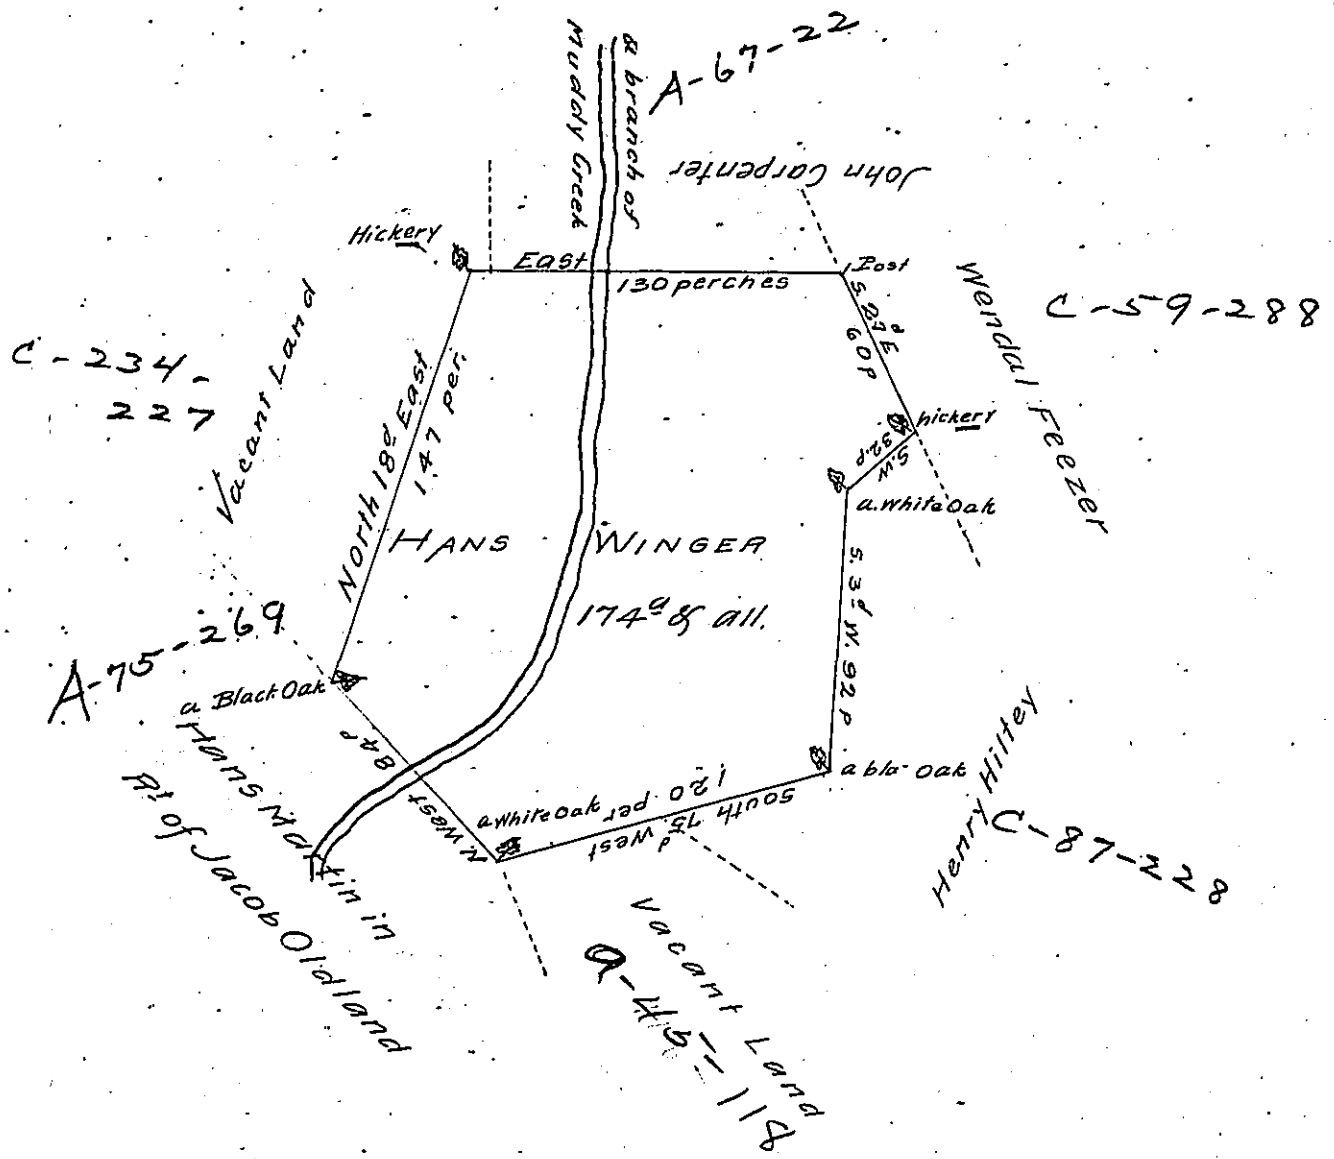 a branch of
Muddy Creek
A-67-22
John Carpenter
Hickery
East
130 perches
Post
S. 27d E
60 P
Wendal Feezer
C-59-288
C-234-
227
Vacant Land
North 18d East
147 per.
hickery
S.W
32.P
a. White Oak
HANS WINGER
174a & all.
S. 3d W. 92 P
A-75-269
a Black Oak
84P
N. West
Hans Martin in
Rt of Jacob Oldland
a White Oak
120 per
South 75d West
a bla- Oak
Henry Hiltey
C-87-228
Vacant Land
a-45-118